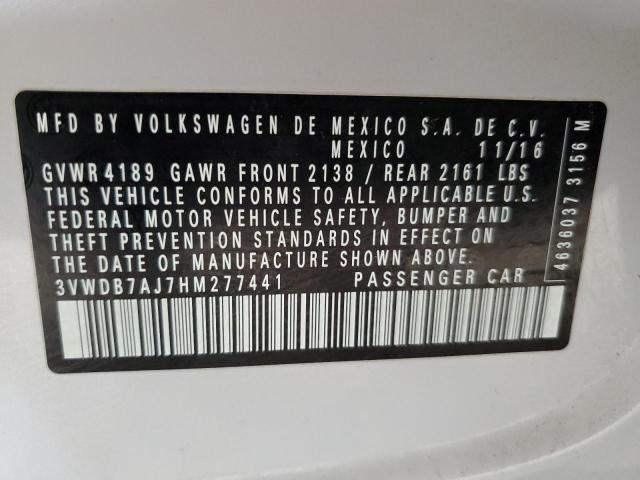 MFD BY VOLKSWAGEN DE MEXICO S.A. DE C.V.
MEXICO 11/16
GVWR 4189 GAWR FRONT 2138 / REAR 2161 LBS
THIS VEHICLE CONFORMS TO ALL APPLICABLE U.S.
FEDERAL MOTOR VEHICLE SAFETY, BUMPER AND
THEFT PREVENTION STANDARDS IN EFFECT ON
THE DATE OF MANUFACTURE SHOWN ABOVE.
3VWDB7AJ7HM277441 PASSENGER CAR
4636037 3156 M